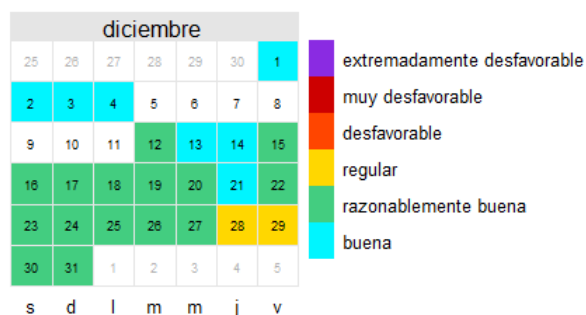 diciembre
25 26 27 28 29 30 1
2 3 4 5 6 7 8
9 10 11 12 13 14 15
16 17 18 19 20 21 22
23 24 25 26 27 28 29
30 31 1 2 3 4 5
s d l m m j v
extremadamente desfavorable
muy desfavorable
desfavorable
regular
razonablemente buena
buena